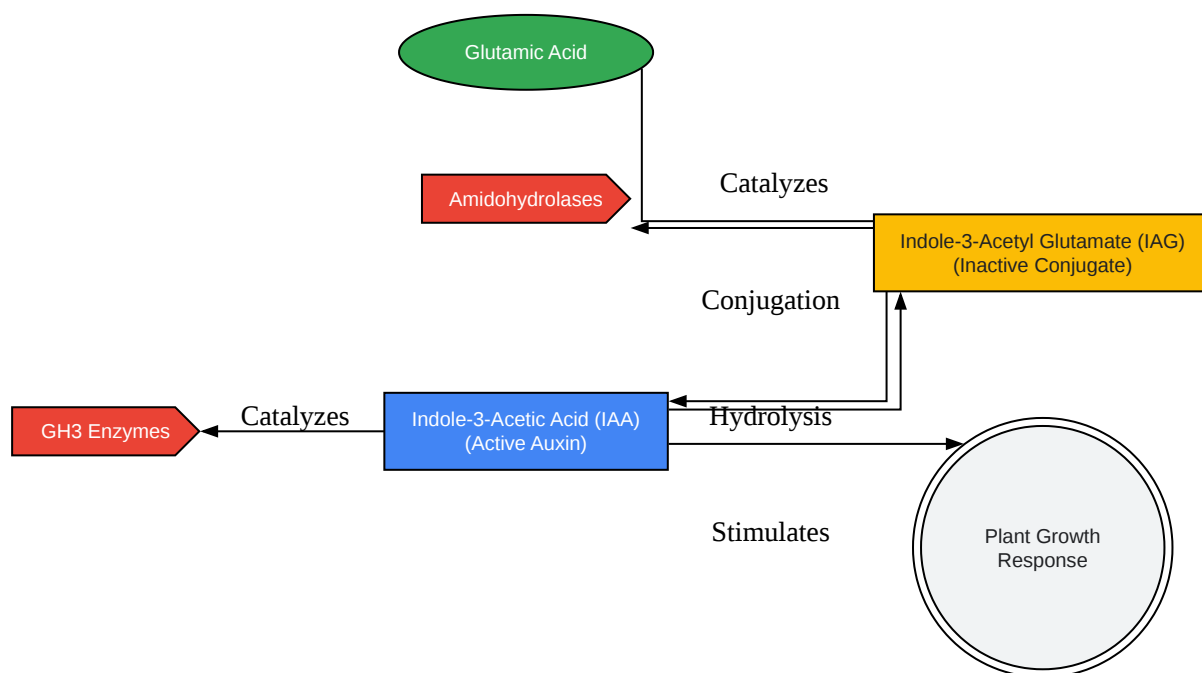 Glutamic Acid
Catalyzes
Amidohydrolases
Indole-3-Acetyl Glutamate (IAG)
(Inactive Conjugate)
Conjugation
GH3 Enzymes
Catalyzes
Indole-3-Acetic Acid (IAA)
(Active Auxin)
Hydrolysis
Stimulates
Plant Growth
Response